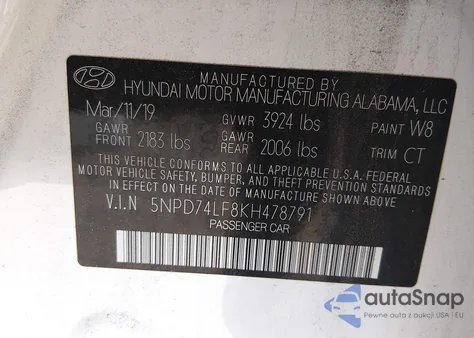 MANUFACTURED BY
HYUNDAI MOTOR MANUFACTURING ALABAMA, LLC
Mar/11/19 GVWR 3924 lbs PAINT W8
GAWR FRONT 2183 lbs GAWR REAR 2006 lbs TRIM CT
THIS VEHICLE CONFORMS TO ALL APPLICABLE U.S.A FEDERAL
MOTOR VEHICLE SAFETY, BUMPER, AND THEFT PREVENTION
STANDARDS IN EFFECT ON THE DATE OF MANUFACTURE SHOWN ABOVE.
V.I.N 5NPD74LF8KH478791
PASSENGER CAR
autoSnap
Pewne auta z aukcji USA i EU